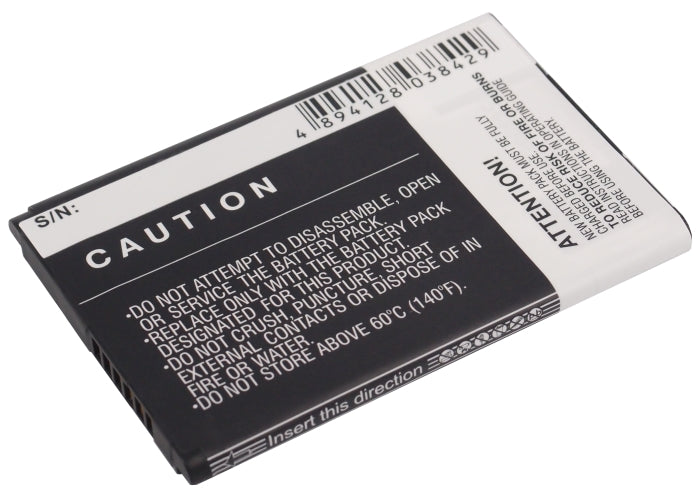 S/N:
4 894128 038429
CAUTION
•DO NOT ATTEMPT TO DISASSEMBLE, OPEN
OR SERVICE THE BATTERY PACK.
•REPLACE ONLY WITH THE BATTERY PACK
DESIGNATED FOR THIS PRODUCT.
•DO NOT CRUSH, PUNCTURE, SHORT
EXTERNAL CONTACTS OR DISPOSE OF IN
FIRE OR WATER.
•DO NOT STORE ABOVE 60°C (140°F).
Insert this direction
ATTENTION!
NEW BATTERY PACK MUST BE FULLY
CHARGED BEFORE USE.
TO REDUCE RISK OF FIRE OR BURNS
READ INSTRUCTIONS IN OPERATING GUIDE
BEFORE USING THE BATTERY.